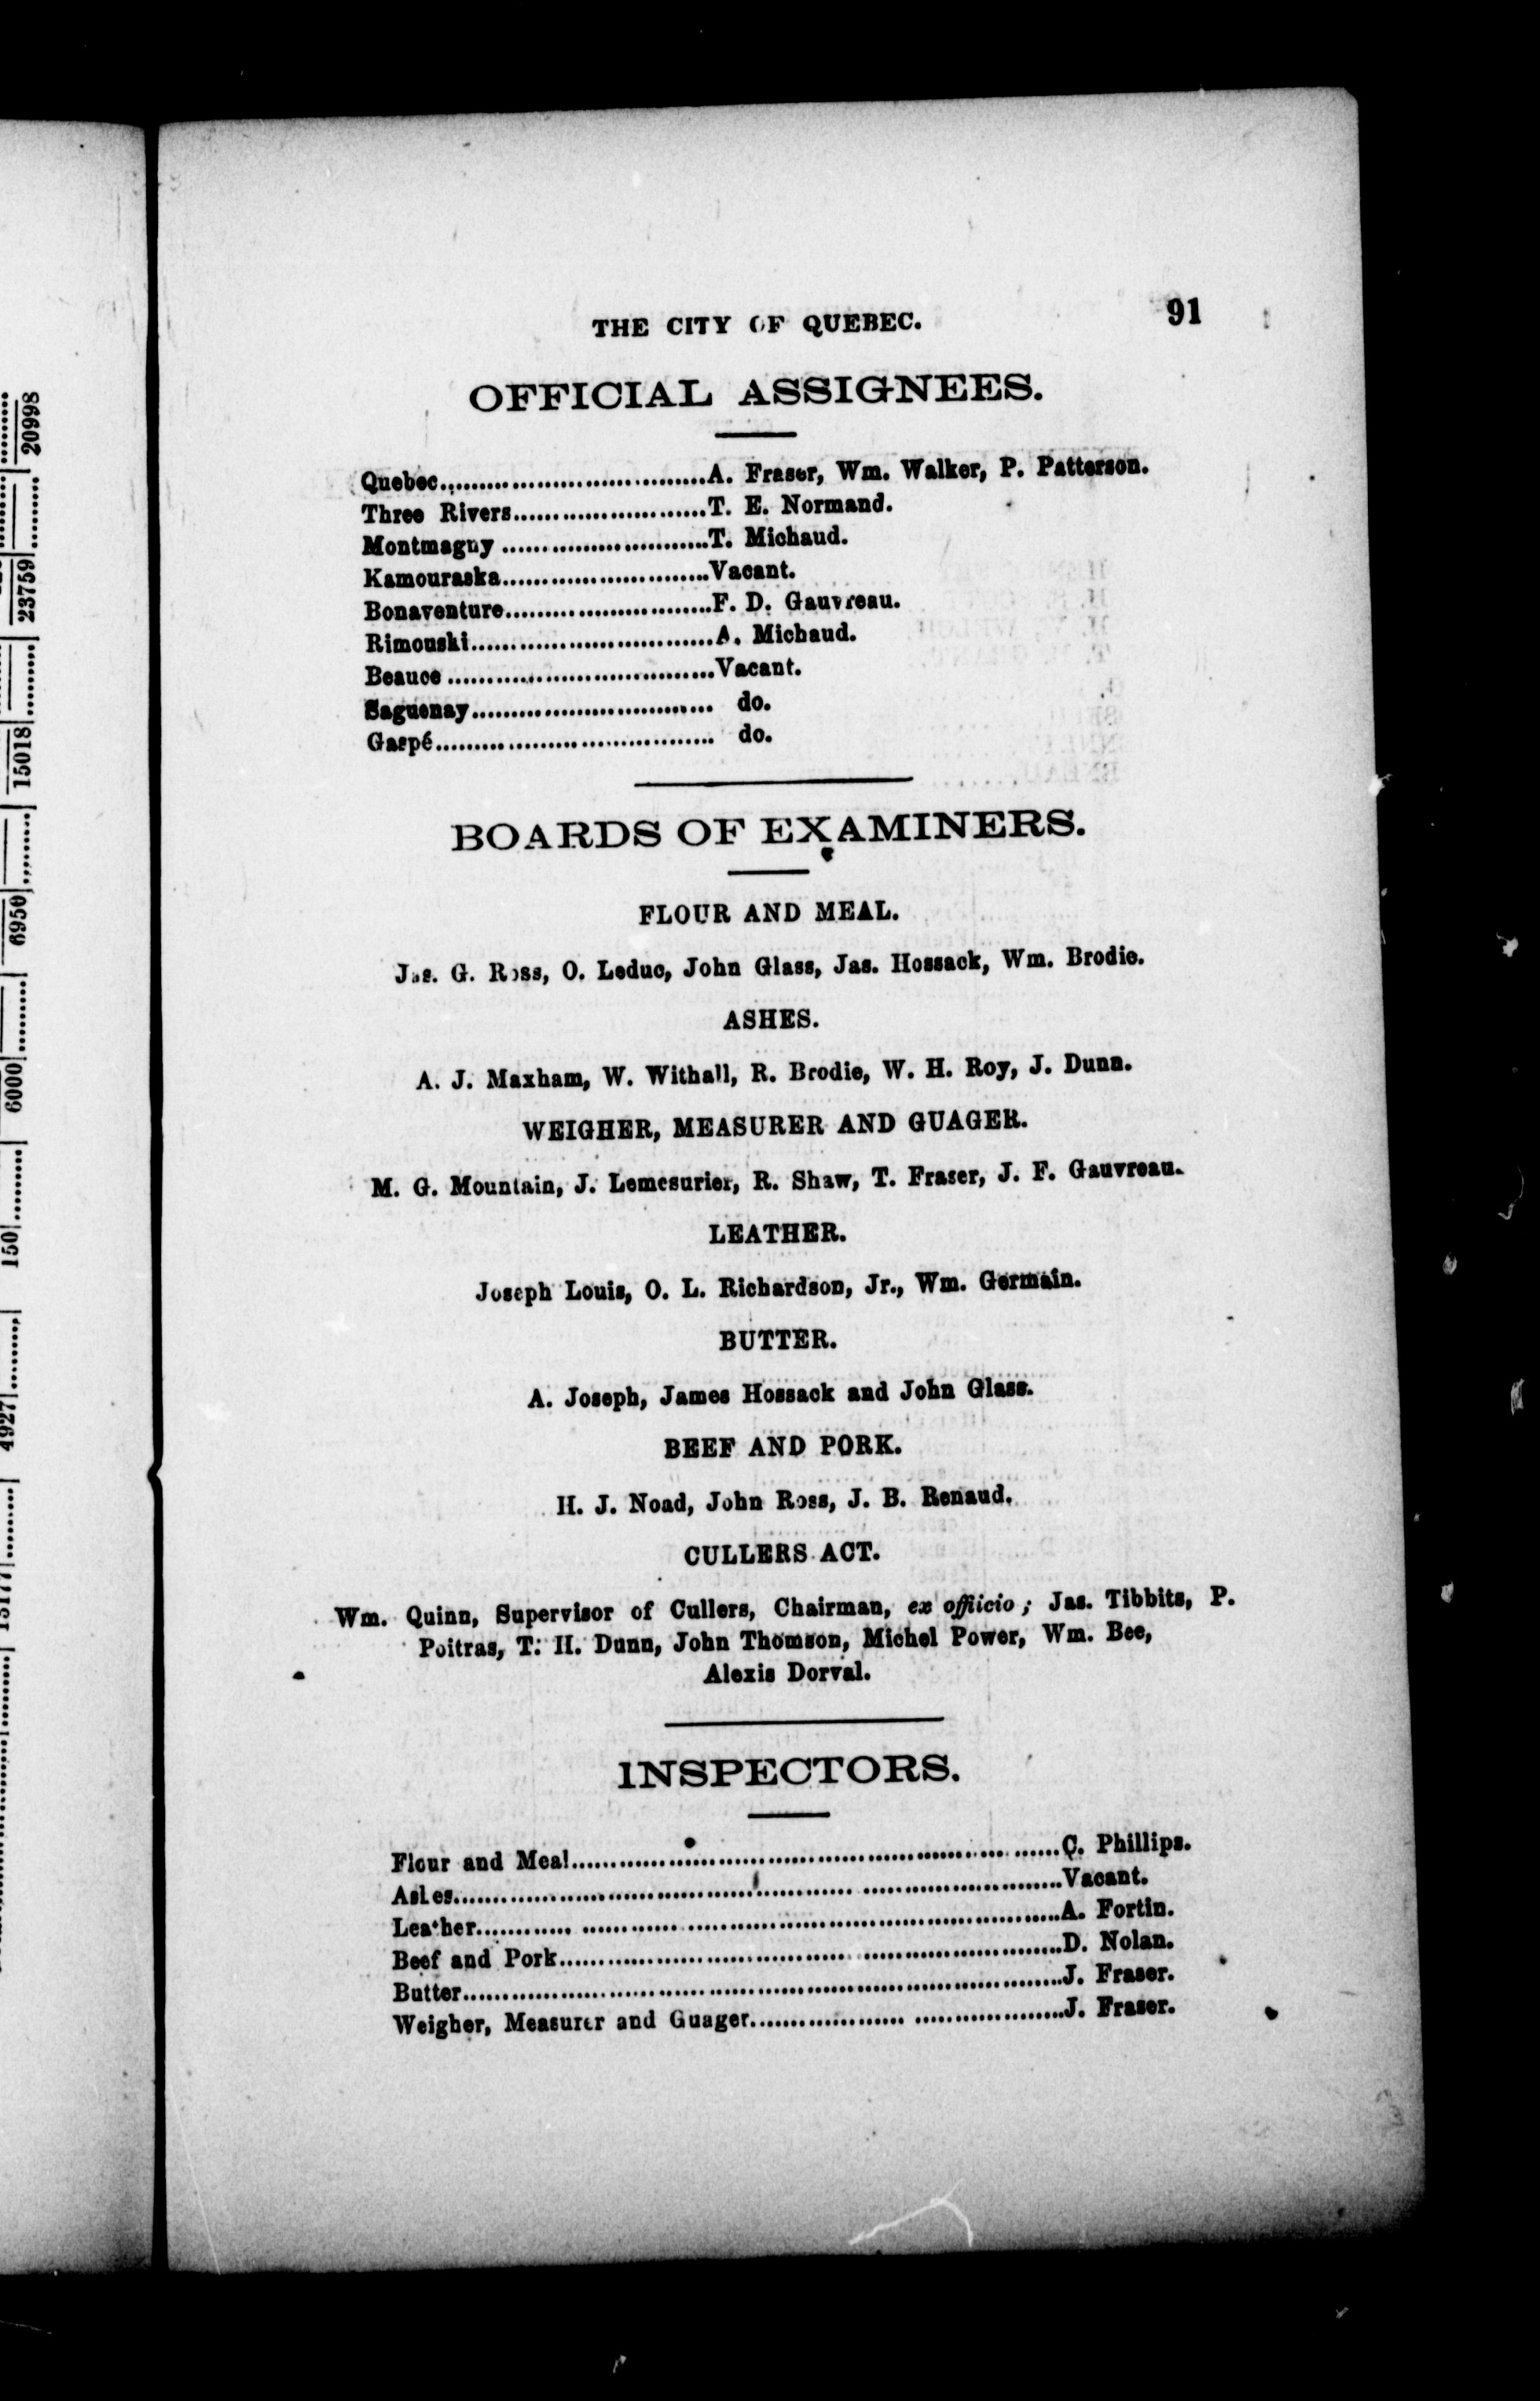 THE CITY OF QUEBEC. 91
OFFICIAL ASSIGNEES.
Quebec..................................A. Fraser, Wm. Walker, P. Patterson.
Three Rivers.........................T. E. Normand.
Montmagny ...........................T. Michaud.
Kamouraska...........................Vacant.
Bonaventure...........................F. D. Gauvreau.
Rimouski...............................A. Michaud.
Beauce ..................................Vacant.
Saguenay............................... do.
Gaspé.................................... do.
BOARDS OF EXAMINERS.
FLOUR AND MEAL.
Jas. G. Ross, O. Leduc, John Glass, Jas. Hossack, Wm. Brodie.
ASHES.
A. J. Maxham, W. Withall, R. Brodie, W. H. Roy, J. Dunn.
WEIGHER, MEASURER AND GUAGER.
M. G. Mountain, J. Lemesurier, R. Shaw, T. Fraser, J. F. Gauvreau.
LEATHER.
Joseph Louis, O. L. Richardson, Jr., Wm. Germain.
BUTTER.
A. Joseph, James Hossack and John Glass.
BEEF AND PORK.
H. J. Noad, John Ross, J. B. Renaud.
CULLERS ACT.
Wm. Quinn, Supervisor of Cullers, Chairman, ex offiicio ; Jas. Tibbits, P.
Poitras, T. H. Dunn, John Thomson, Michel Power, Wm. Bee,
Alexis Dorval.
INSPECTORS.
Flour and Meal..............................................................C. Phillips.
Ashes..............................................................................Vacant.
Leather...........................................................................A. Fortin.
Beef and Pork................................................................D. Nolan.
Butter.............................................................................J. Fraser.
Weigher, Measurer and Guager.......................................J. Fraser.
20998
23759
15018
6950
6000
150
4927